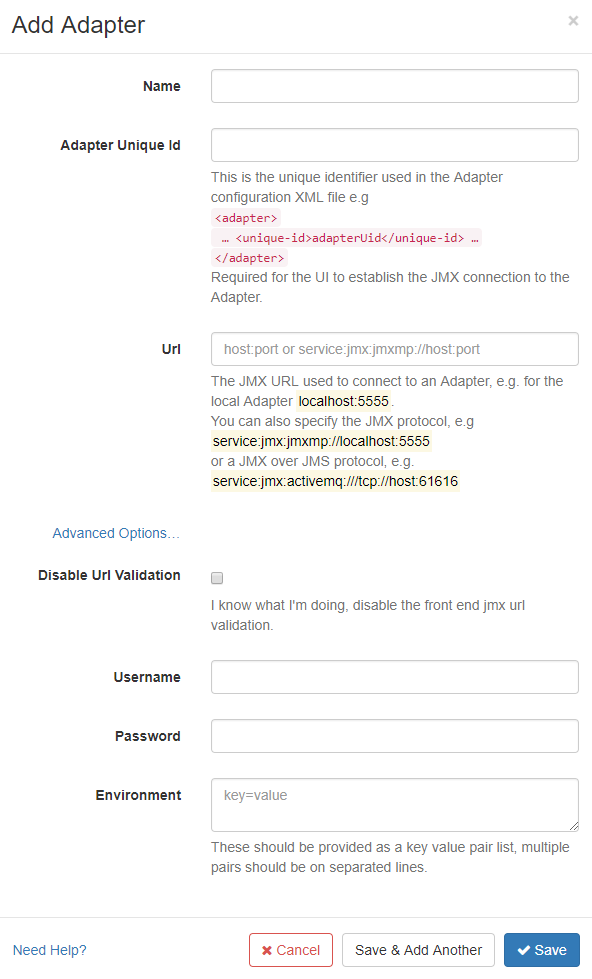 Add Adapter ×
Name
Adapter Unique Id
This is the unique identifier used in the Adapter
configuration XML file e.g
<adapter>
… <unique-id>adapterUid</unique-id> …
</adapter>
Required for the UI to establish the JMX connection to the
Adapter.
Url host:port or service:jmx:jmxmp://host:port
The JMX URL used to connect to an Adapter, e.g. for the
local Adapter localhost:5555 .
You can also specify the JMX protocol, e.g
service:jmx:jmxmp://localhost:5555
or a JMX over JMS protocol, e.g.
service:jmx:activemq:///tcp://host:61616
Advanced Options…
Disable Url Validation
I know what I'm doing, disable the front end jmx url
validation.
Username
Password
Environment key=value
These should be provided as a key value pair list, multiple
pairs should be on separated lines.
Need Help? ✖ Cancel Save & Add Another ✔ Save